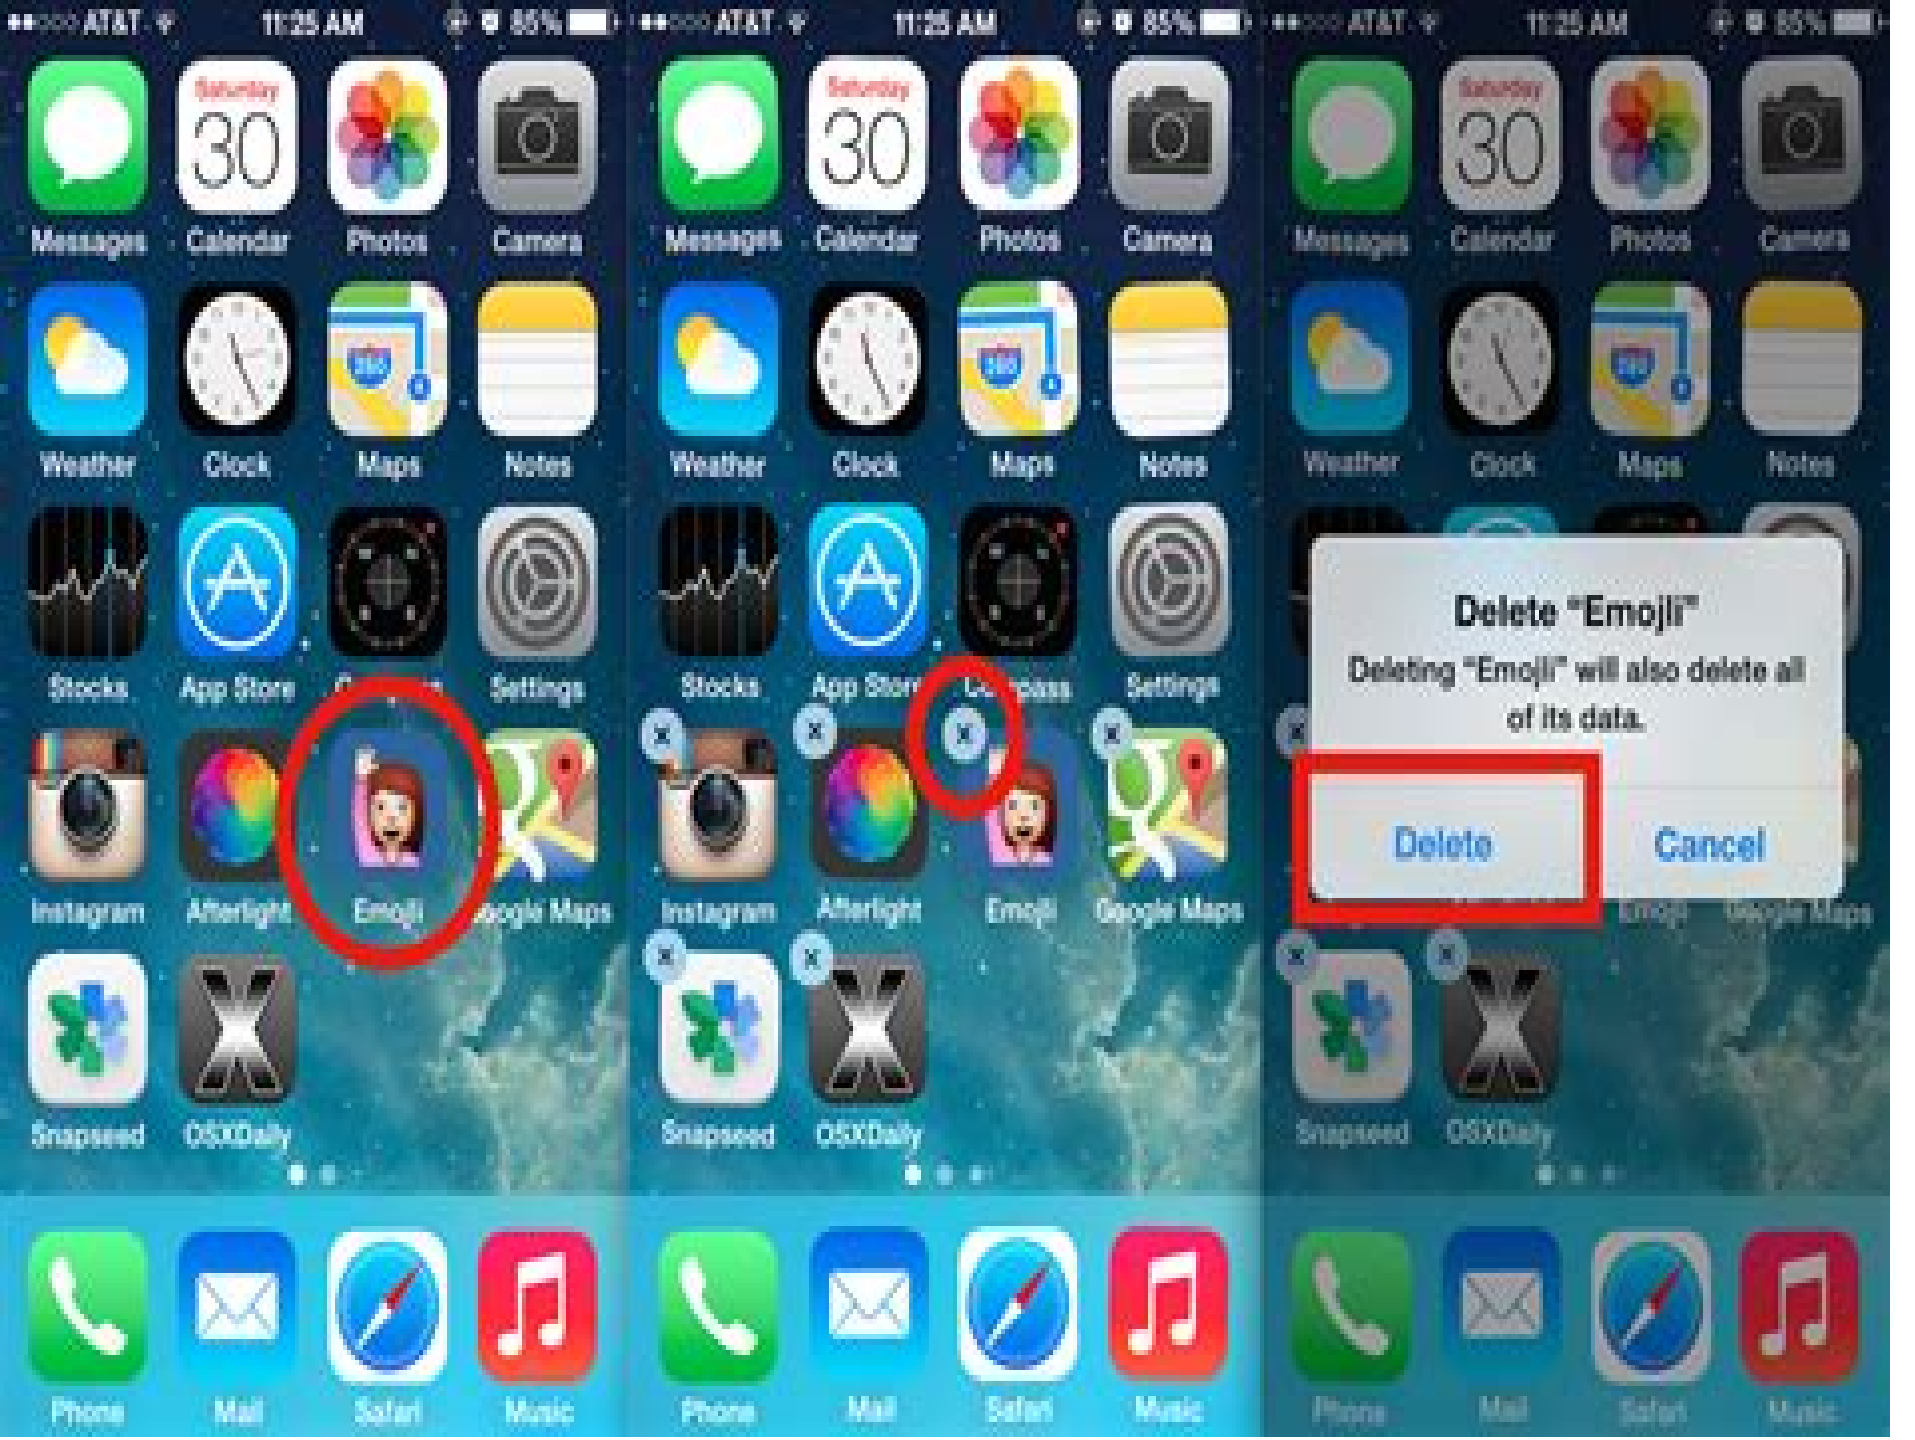 AT&T 11:25 AM 85%
Saturday
30
Messages Calendar Photos Camera
Weather Clock Maps Notes
Stocks App Store Settings
Instagram Afterlight Emojli Google Maps
Snapseed OSXDaily
Phone Mail Safari Music
AT&T 11:25 AM 85%
Saturday
30
Messages Calendar Photos Camera
280
Weather Clock Maps Notes
Stocks App Store Compass Settings
x x x x
Instagram Afterlight Emojli Google Maps
x x
Snapseed OSXDaily
Phone Mail Safari Music
AT&T 11:25 AM 85%
Saturday
30
Messages Calendar Photos Camera
Weather Clock Maps Notes
Delete “Emojli”
Deleting “Emojli” will also delete all
of its data.
x
Delete Cancel
Emojli Google Maps
x x
Snapseed OSXDaily
Phone Mail Safari Music